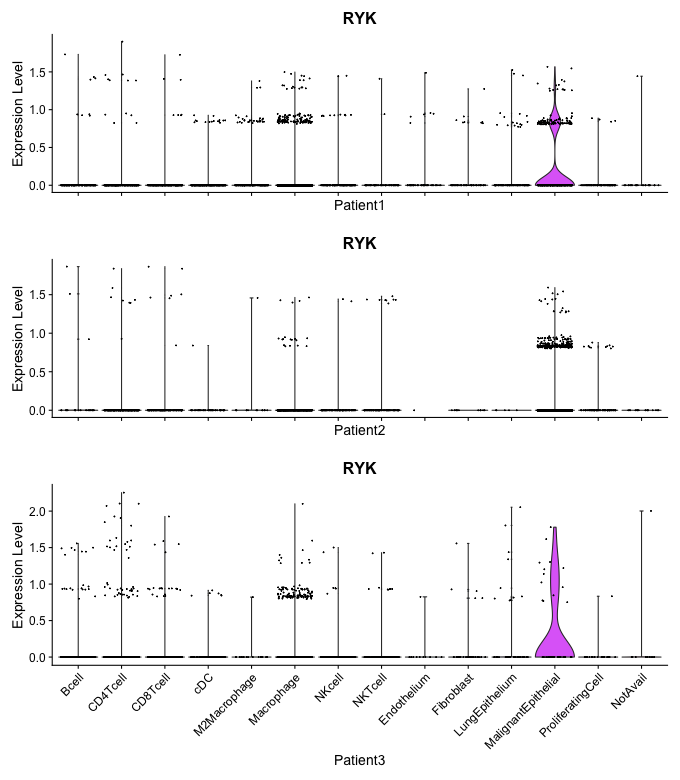 RYK
Expression Level
1.5
1.0
0.5
0.0
Patient1
RYK
Expression Level
1.5
1.0
0.5
0.0
Patient2
RYK
Expression Level
2.0
1.5
1.0
0.5
0.0
Bcell
CD4Tcell
CD8Tcell
cDC
M2Macrophage
Macrophage
NKcell
NKTcell
Endothelium
Fibroblast
LungEpithelium
MalignantEpithelial
ProliferatingCell
NotAvail
Patient3